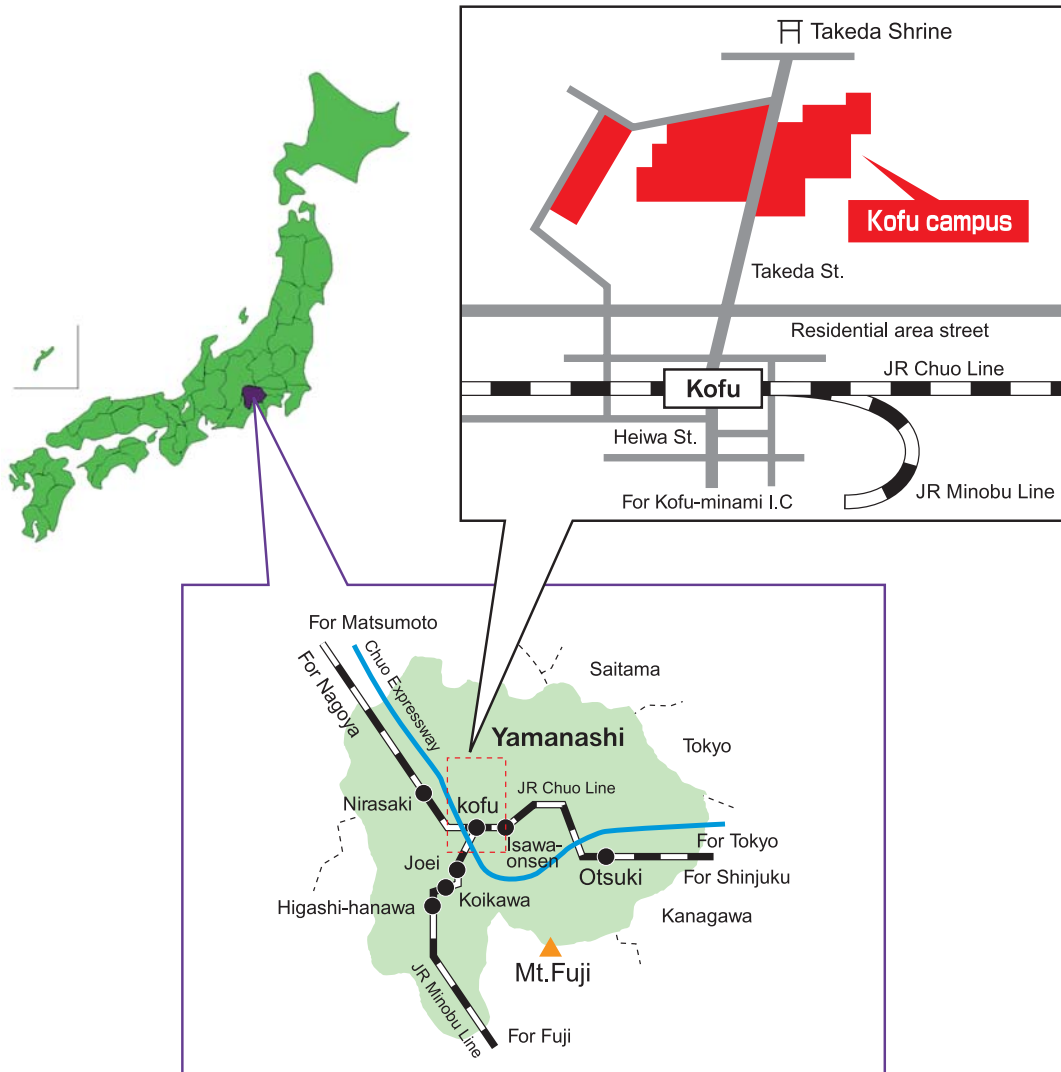 Takeda Shrine
Kofu campus
Takeda St.
Residential area street
JR Chuo Line
Kofu
Heiwa St.
JR Minobu Line
For Kofu-minami I.C
For Matsumoto
Chuo Expressway
For Nagoya
Saitama
Yamanashi
Tokyo
JR Chuo Line
Nirasaki
kofu
Isawa-
onsen
For Tokyo
Joei
Otsuki
For Shinjuku
Koikawa
Higashi-hanawa
Kanagawa
Mt.Fuji
JR Minobu Line
For Fuji